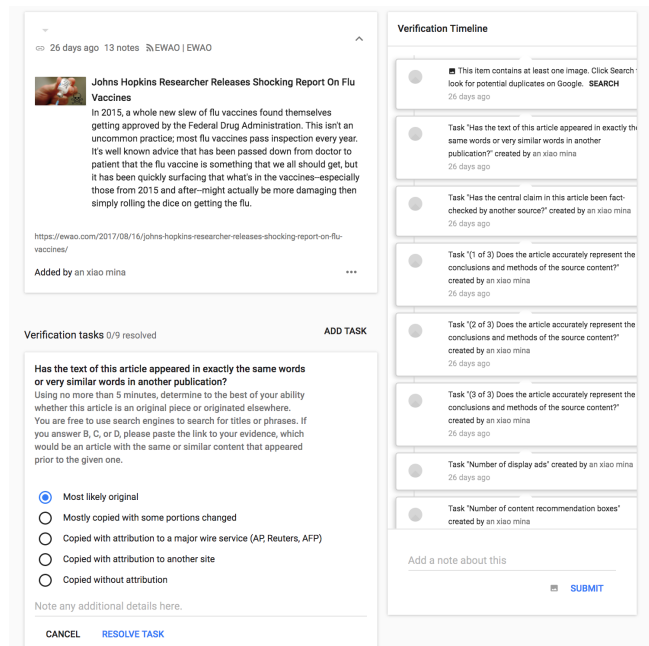 26 days ago 13 notes EWAO | EWAO
Johns Hopkins Researcher Releases Shocking Report On Flu
Vaccines
In 2015, a whole new slew of flu vaccines found themselves
getting approved by the Federal Drug Administration. This isn't an
uncommon practice; most flu vaccines pass inspection every year.
It's well known advice that has been passed down from doctor to
patient that the flu vaccine is something that we all should get, but
it has been quickly surfacing that what's in the vaccines--especially
those from 2015 and after--might actually be more damaging then
simply rolling the dice on getting the flu.
https://ewao.com/2017/08/16/johns-hopkins-researcher-releases-shocking-report-on-flu-
vaccines/
Added by an xiao mina
Verification tasks 0/9 resolved
ADD TASK
Has the text of this article appeared in exactly the same words
or very similar words in another publication?
Using no more than 5 minutes, determine to the best of your ability
whether this article is an original piece or originated elsewhere.
You are free to use search engines to search for titles or phrases. If
you answer B, C, or D, please paste the link to your evidence, which
would be an article with the same or similar content that appeared
prior to the given one.
Most likely original
Mostly copied with some portions changed
Copied with attribution to a major wire service (AP, Reuters, AFP)
Copied with attribution to another site
Copied without attribution
Note any additional details here.
CANCEL RESOLVE TASK
Verification Timeline
This item contains at least one image. Click Search
look for potential duplicates on Google. SEARCH
26 days ago
Task "Has the text of this article appeared in exactly the
same words or very similar words in another
publication?" created by an xiao mina
26 days ago
Task "Has the central claim in this article been fact-
checked by another source?" created by an xiao mina
26 days ago
Task "(1 of 3) Does the article accurately represent the
conclusions and methods of the source content?"
created by an xiao mina
26 days ago
Task "(2 of 3) Does the article accurately represent the
conclusions and methods of the source content?"
created by an xiao mina
26 days ago
Task "(3 of 3) Does the article accurately represent the
conclusions and methods of the source content?"
created by an xiao mina
26 days ago
Task "Number of display ads" created by an xiao mina
26 days ago
Task "Number of content recommendation boxes"
created by an xiao mina
Add a note about this
SUBMIT